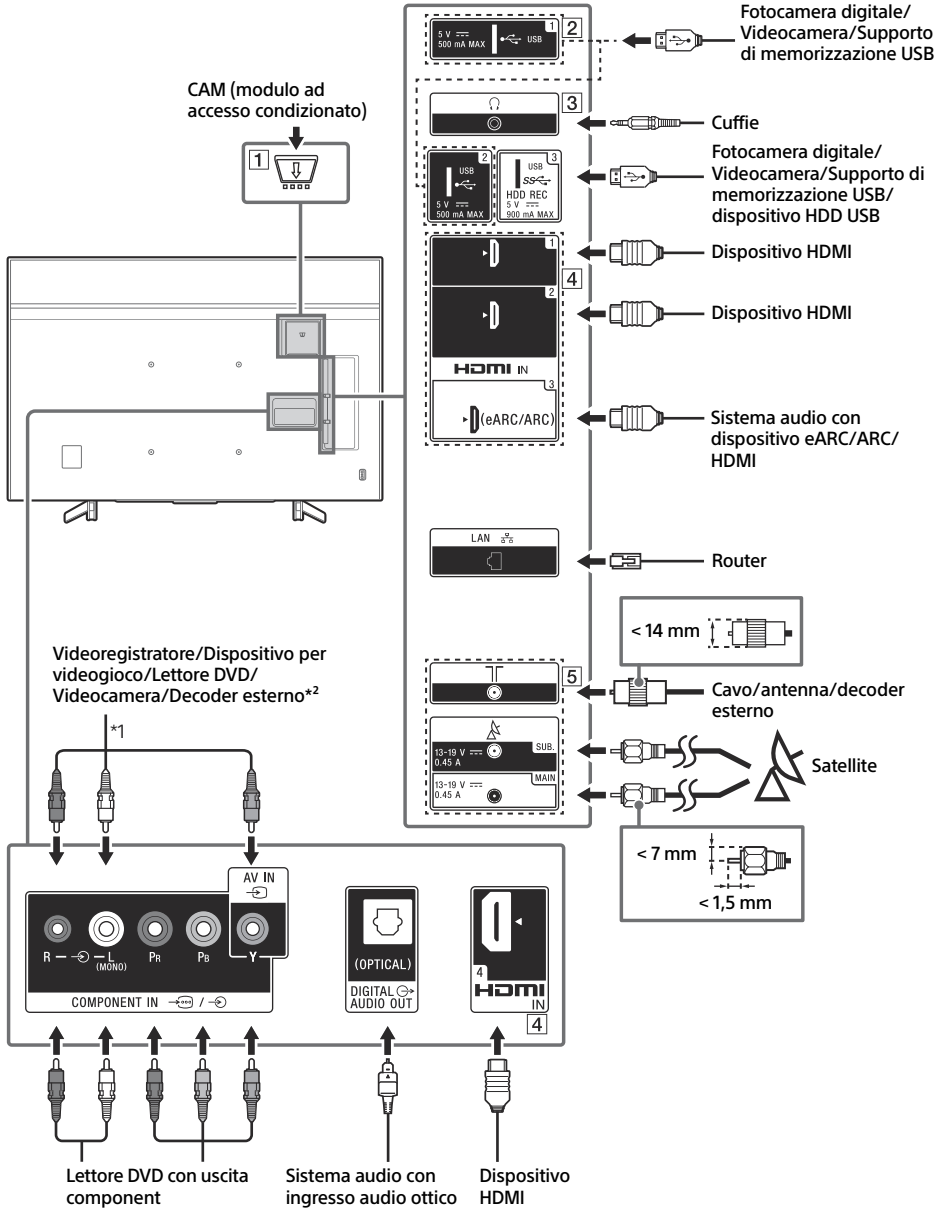 Fotocamera digitale/
Videocamera/Supporto
di memorizzazione USB
5 V
500 mA MAX
USB
1
2
CAM (modulo ad
accesso condizionato)
1
3
Cuffie
Fotocamera digitale/
Videocamera/Supporto di
memorizzazione USB/
dispositivo HDD USB
2
USB
5 V
500 mA MAX
3
USB
SS
HDD REC
5 V
900 mA MAX
1
Dispositivo HDMI
4
2
Dispositivo HDMI
HDMI IN
3
(eARC/ARC)
Sistema audio con
dispositivo eARC/ARC/
HDMI
LAN
Router
< 14 mm
5
Cavo/antenna/decoder
esterno
13-19 V
0.45 A
SUB.
13-19 V
0.45 A
MAIN
Satellite
< 7 mm
< 1,5 mm
Videoregistratore/Dispositivo per
videogioco/Lettore DVD/
Videocamera/Decoder esterno*2
*1
AV IN
R L
(MONO)
PR
PB
Y
COMPONENT IN /
(OPTICAL)
DIGITAL
AUDIO OUT
4
HDMI
IN
4
Lettore DVD con uscita
component
Sistema audio con
ingresso audio ottico
Dispositivo
HDMI